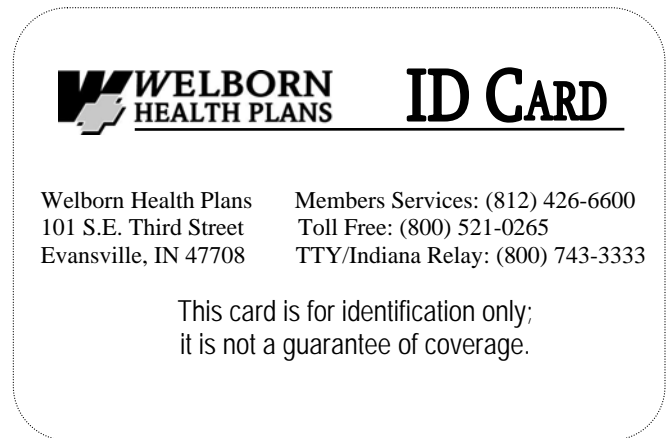 WELBORN
HEALTH PLANS
ID CARD
Welborn Health Plans Members Services: (812) 426-6600
101 S.E. Third Street Toll Free: (800) 521-0265
Evansville, IN 47708 TTY/Indiana Relay: (800) 743-3333
This card is for identification only;
it is not a guarantee of coverage.